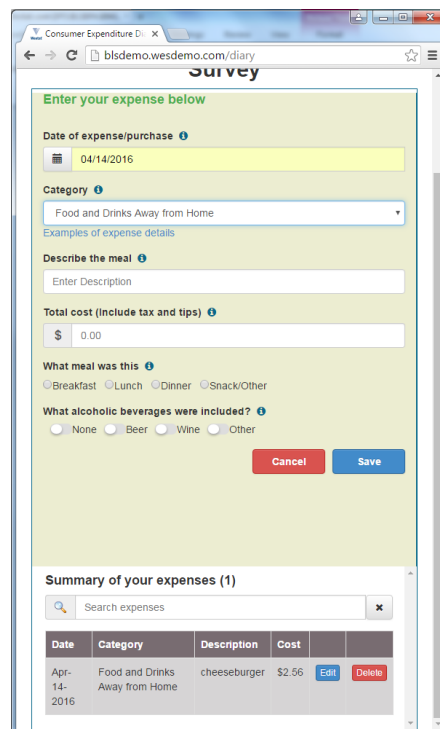 Consumer Expenditure Di
blsdemo.wesdemo.com/diary
Survey
Enter your expense below
Date of expense/purchase
04/14/2016
Category
Food and Drinks Away from Home
Examples of expense details
Describe the meal
Enter Description
Total cost (Include tax and tips)
$ 0.00
What meal was this
Breakfast Lunch Dinner Snack/Other
What alcoholic beverages were included?
None Beer Wine Other
Cancel Save
Summary of your expenses (1)
Search expenses
Date Category Description Cost
Apr- Food and Drinks cheeseburger $2.56 Edit Delete
14- Away from Home
2016